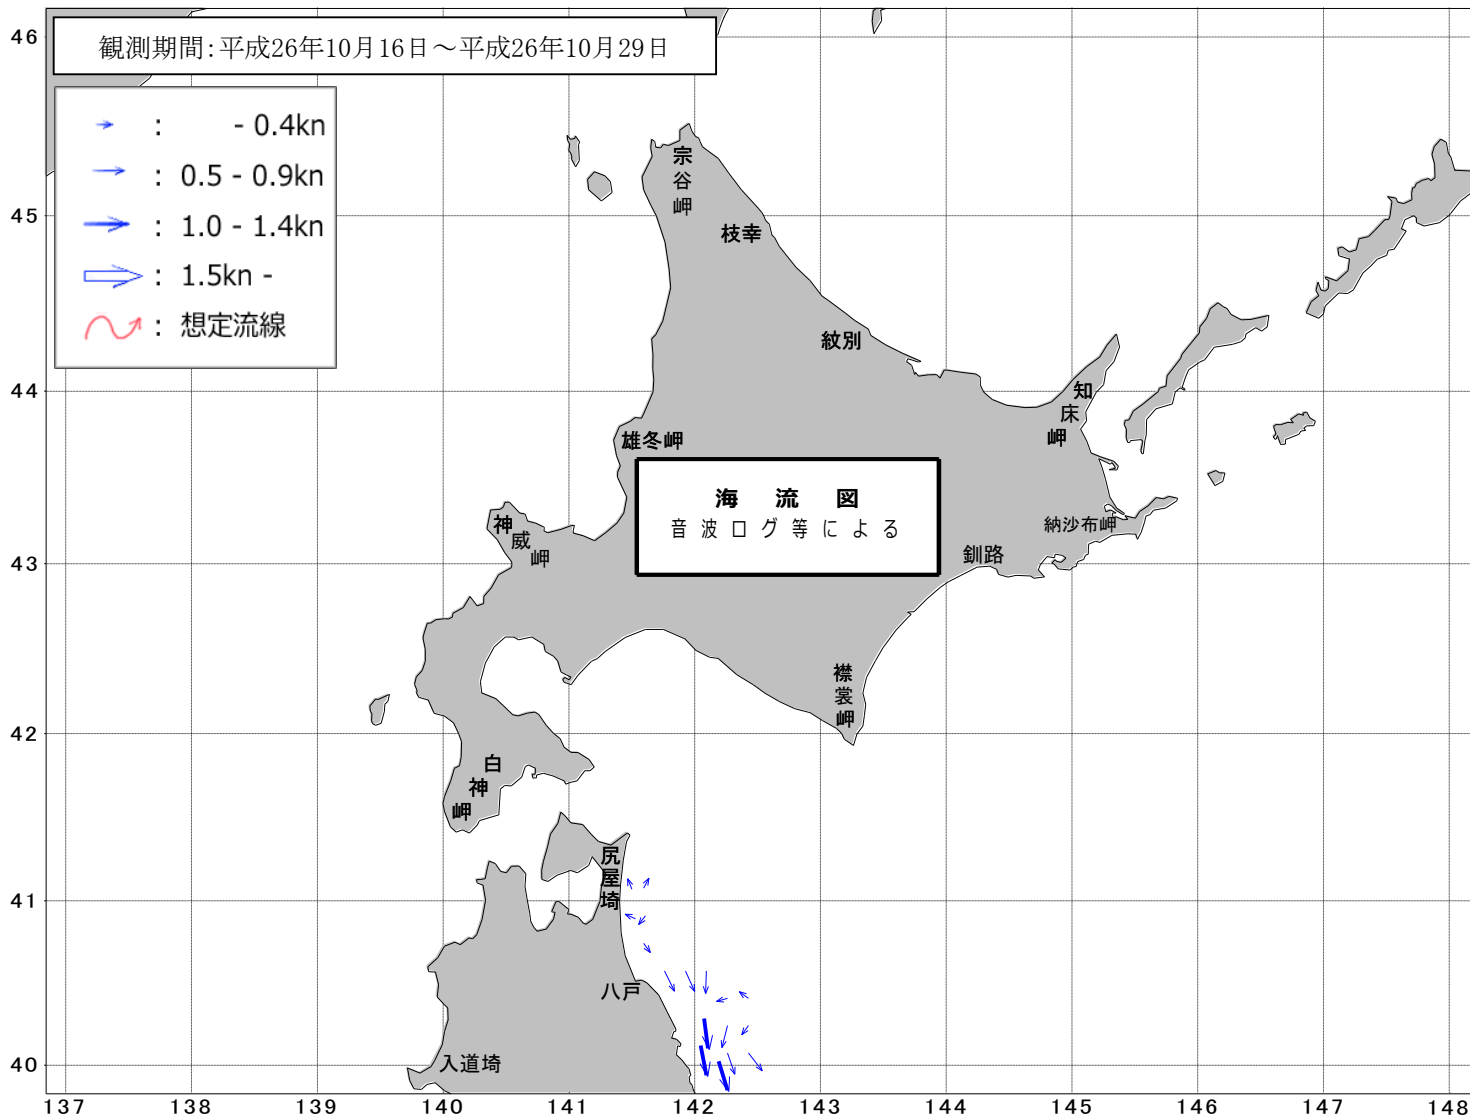 観測期間:平成26年10月16日～平成26年10月29日
: - 0.4kn
: 0.5 - 0.9kn
: 1.0 - 1.4kn
: 1.5kn -
: 想定流線
宗谷岬
枝幸
紋別
知床岬
雄冬岬
海 流 図
音 波 ロ グ 等 に よ る
神威岬
納沙布岬
釧路
襟裳岬
白神岬
尻屋埼
八戸
入道埼
46
45
44
43
42
41
40
137 138 139 140 141 142 143 144 145 146 147 148